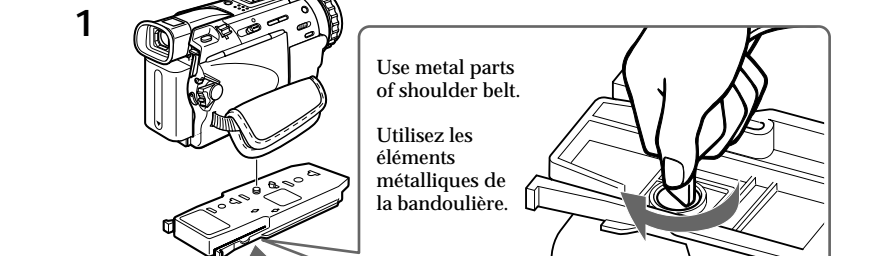 1
Use metal parts
of shoulder belt.
Utilisez les
éléments
métalliques de
la bandoulière.